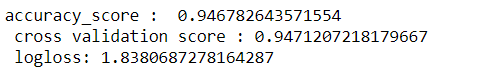 accuracy_score :  0.946782643571554
cross validation score : 0.9471207218179667
logloss: 1.8380687278164287